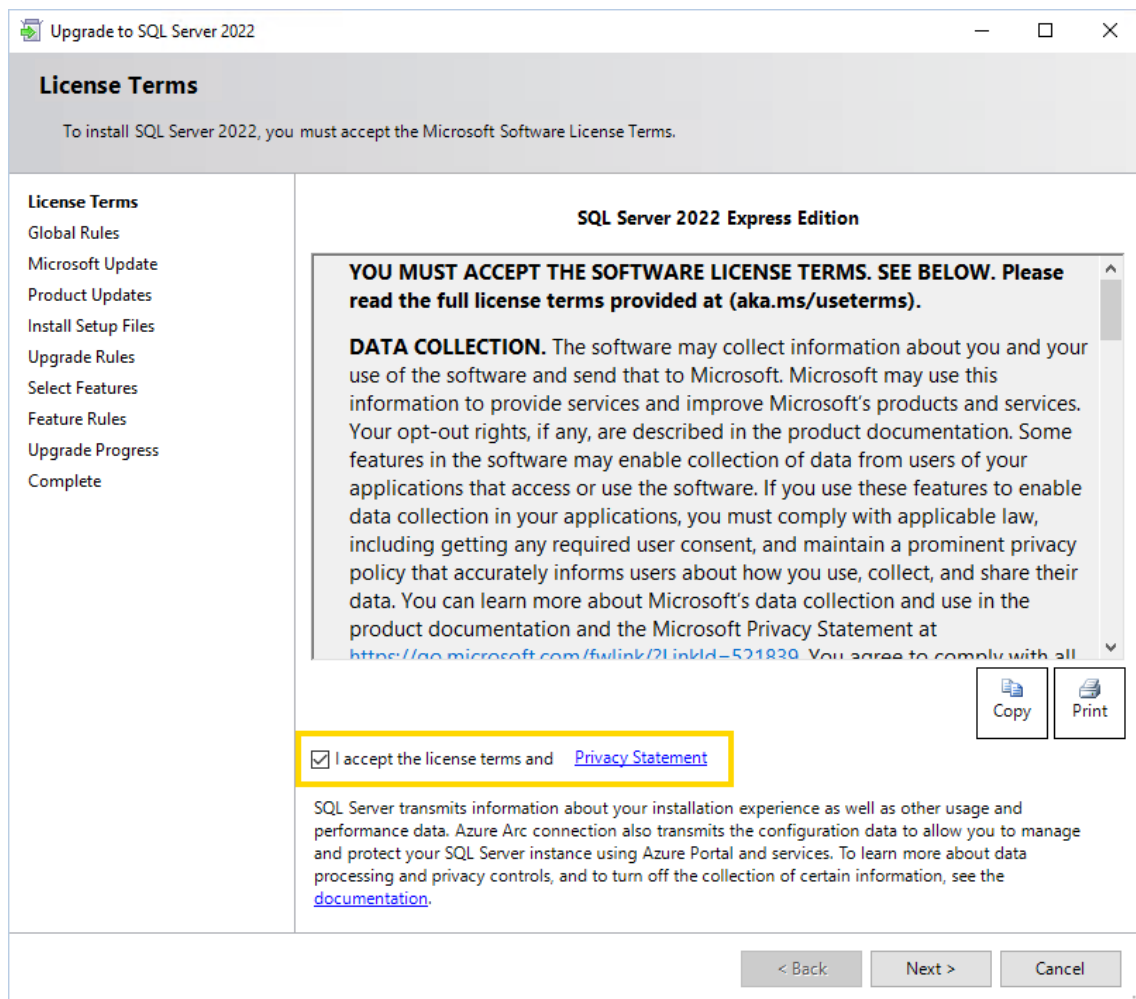 Upgrade to SQL Server 2022
License Terms
To install SQL Server 2022, you must accept the Microsoft Software License Terms.
License Terms
Global Rules
Microsoft Update
Product Updates
Install Setup Files
Upgrade Rules
Select Features
Feature Rules
Upgrade Progress
Complete
SQL Server 2022 Express Edition
YOU MUST ACCEPT THE SOFTWARE LICENSE TERMS. SEE BELOW. Please
read the full license terms provided at (aka.ms/useterms).
DATA COLLECTION. The software may collect information about you and your
use of the software and send that to Microsoft. Microsoft may use this
information to provide services and improve Microsoft's products and services.
Your opt-out rights, if any, are described in the product documentation. Some
features in the software may enable collection of data from users of your
applications that access or use the software. If you use these features to enable
data collection in your applications, you must comply with applicable law,
including getting any required user consent, and maintain a prominent privacy
policy that accurately informs users about how you use, collect, and share their
data. You can learn more about Microsoft's data collection and use in the
product documentation and the Microsoft Privacy Statement at
https://go.microsoft.com/fwlink/?LinkId=521839. You agree to comply with all
Copy
Print
I accept the license terms and Privacy Statement
SQL Server transmits information about your installation experience as well as other usage and
performance data. Azure Arc connection also transmits the configuration data to allow you to manage
and protect your SQL Server instance using Azure Portal and services. To learn more about data
processing and privacy controls, and to turn off the collection of certain information, see the
documentation.
< Back
Next >
Cancel